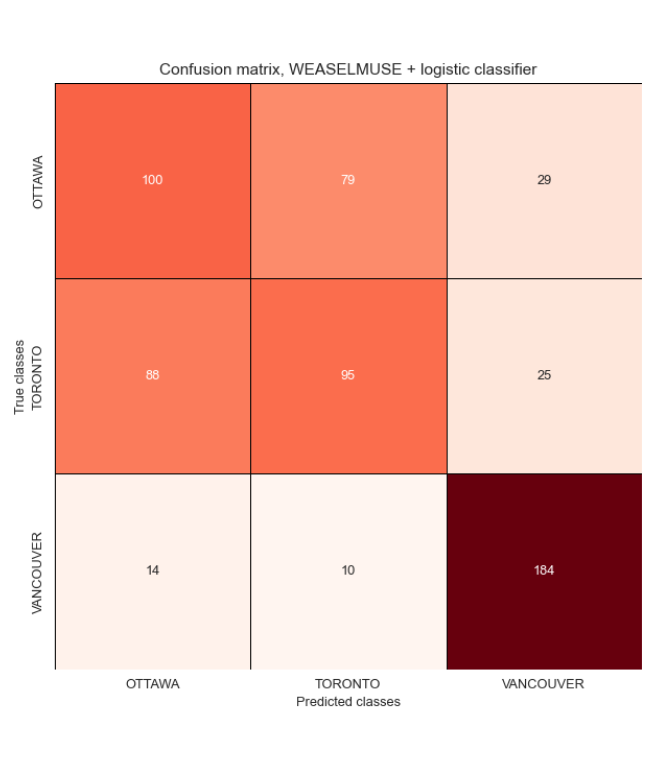 Confusion matrix, WEASELMUSE + logistic classifier
True classes
OTTAWA
100 79 29
TORONTO
88 95 25
VANCOUVER
14 10 184
OTTAWA TORONTO VANCOUVER
Predicted classes